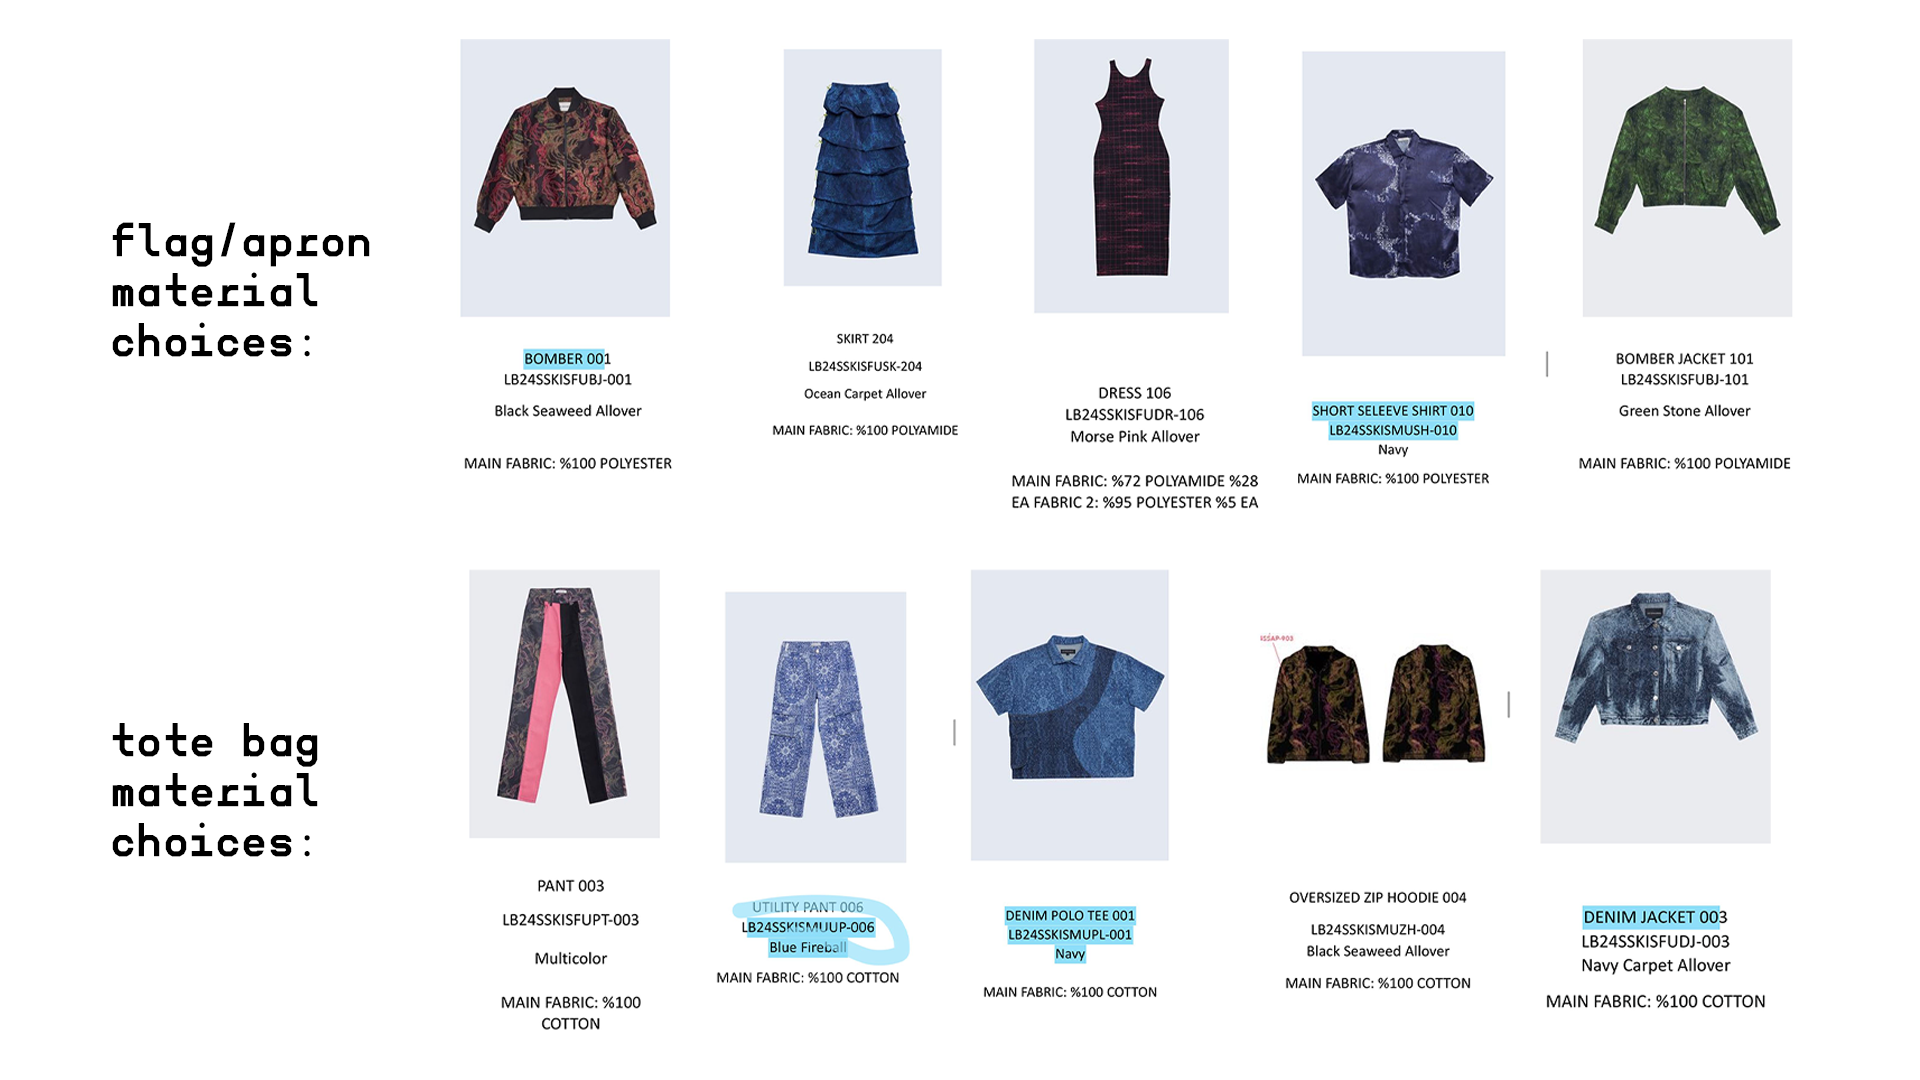 flag/apron
material
choices:
BOMBER 001
LB24SSKISFUBJ-001
Black Seaweed Allover
MAIN FABRIC: %100 POLYESTER
SKIRT 204
LB24SSKISFUSK-204
Ocean Carpet Allover
MAIN FABRIC: %100 POLYAMIDE
DRESS 106
LB24SSKISFUDR-106
Morse Pink Allover
MAIN FABRIC: %72 POLYAMIDE %28
EA FABRIC 2: %95 POLYESTER %5 EA
SHORT SELEEVE SHIRT 010
LB24SSKISMUSH-010
Navy
MAIN FABRIC: %100 POLYESTER
BOMBER JACKET 101
LB24SSKISFUBJ-101
Green Stone Allover
MAIN FABRIC: %100 POLYAMIDE
tote bag
material
choices:
PANT 003
LB24SSKISFUPT-003
Multicolor
MAIN FABRIC: %100
COTTON
UTILITY PANT 006
LB24SSKISMUUP-006
Blue Fireball
MAIN FABRIC: %100 COTTON
DENIM POLO TEE 001
LB24SSKISMUPL-001
Navy
MAIN FABRIC: %100 COTTON
ISSAP-903
OVERSIZED ZIP HOODIE 004
LB24SSKISMUZH-004
Black Seaweed Allover
MAIN FABRIC: %100 COTTON
DENIM JACKET 003
LB24SSKISFUDJ-003
Navy Carpet Allover
MAIN FABRIC: %100 COTTON